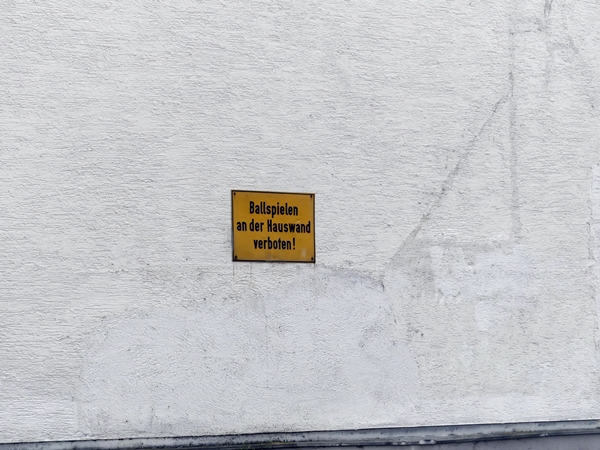 Ballspielen
an der Hauswand
verboten!